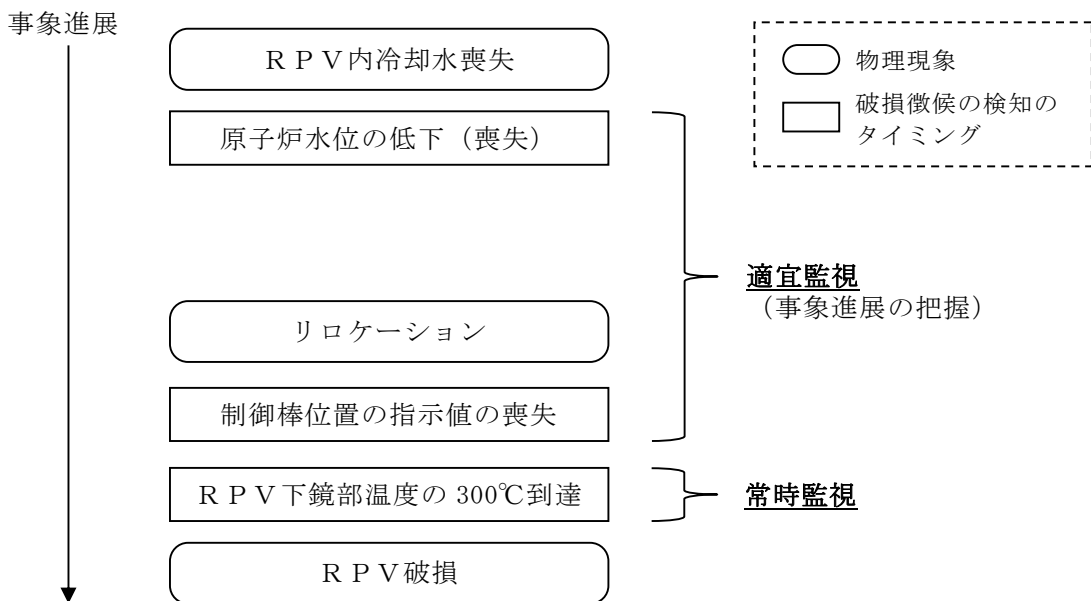 事象進展
ＲＰＶ内冷却水喪失
原子炉水位の低下（喪失）
リロケーション
制御棒位置の指示値の喪失
ＲＰＶ下鏡部温度の 300℃到達
ＲＰＶ破損
適宜監視
（事象進展の把握）
常時監視
物理現象
破損徴候の検知の
タイミング